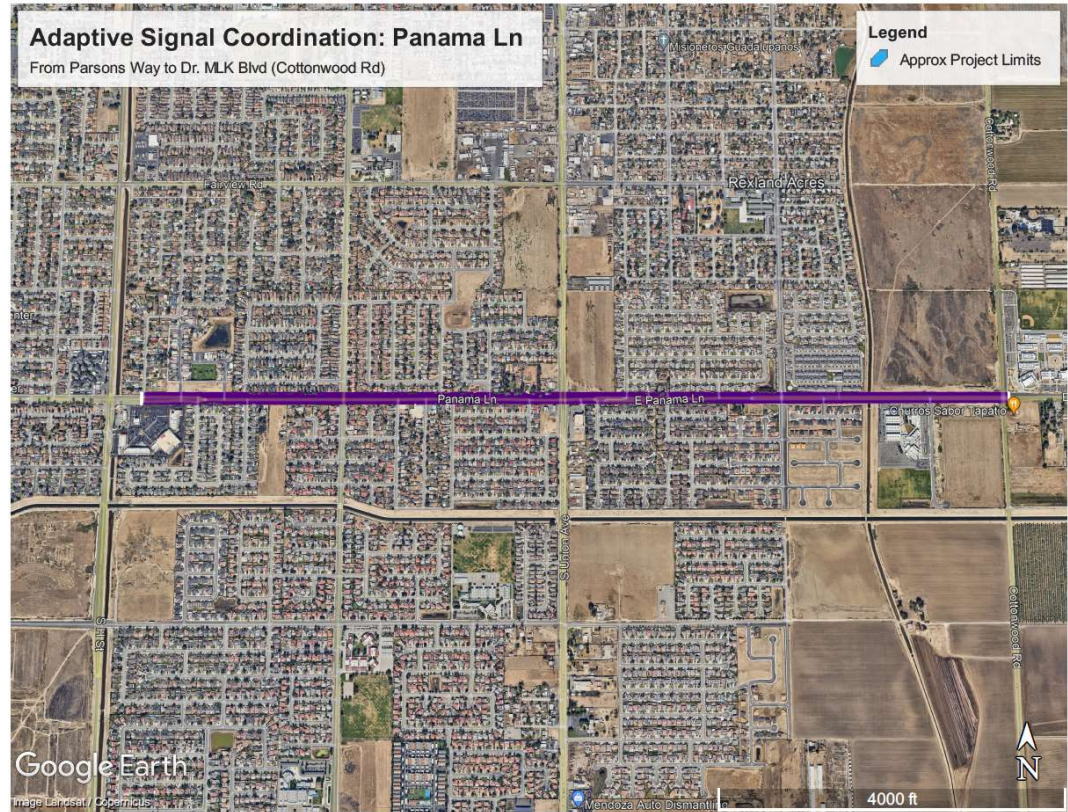 Adaptive Signal Coordination: Panama Ln
From Parsons Way to Dr. MLK Blvd (Cottonwood Rd)
Legend
Approx Project Limits
Misioneros Guadalupanos
Cottonwood Rd
Fairview Rd
Rexland Acres
nter
Panama Ln
E Panama Ln
Churros Sabor Tapatio
S Union Ave
S H St
Cottonwood Rd
N
Google Earth
Image Landsat / Copernicus
Mendoza Auto Dismantling
4000 ft